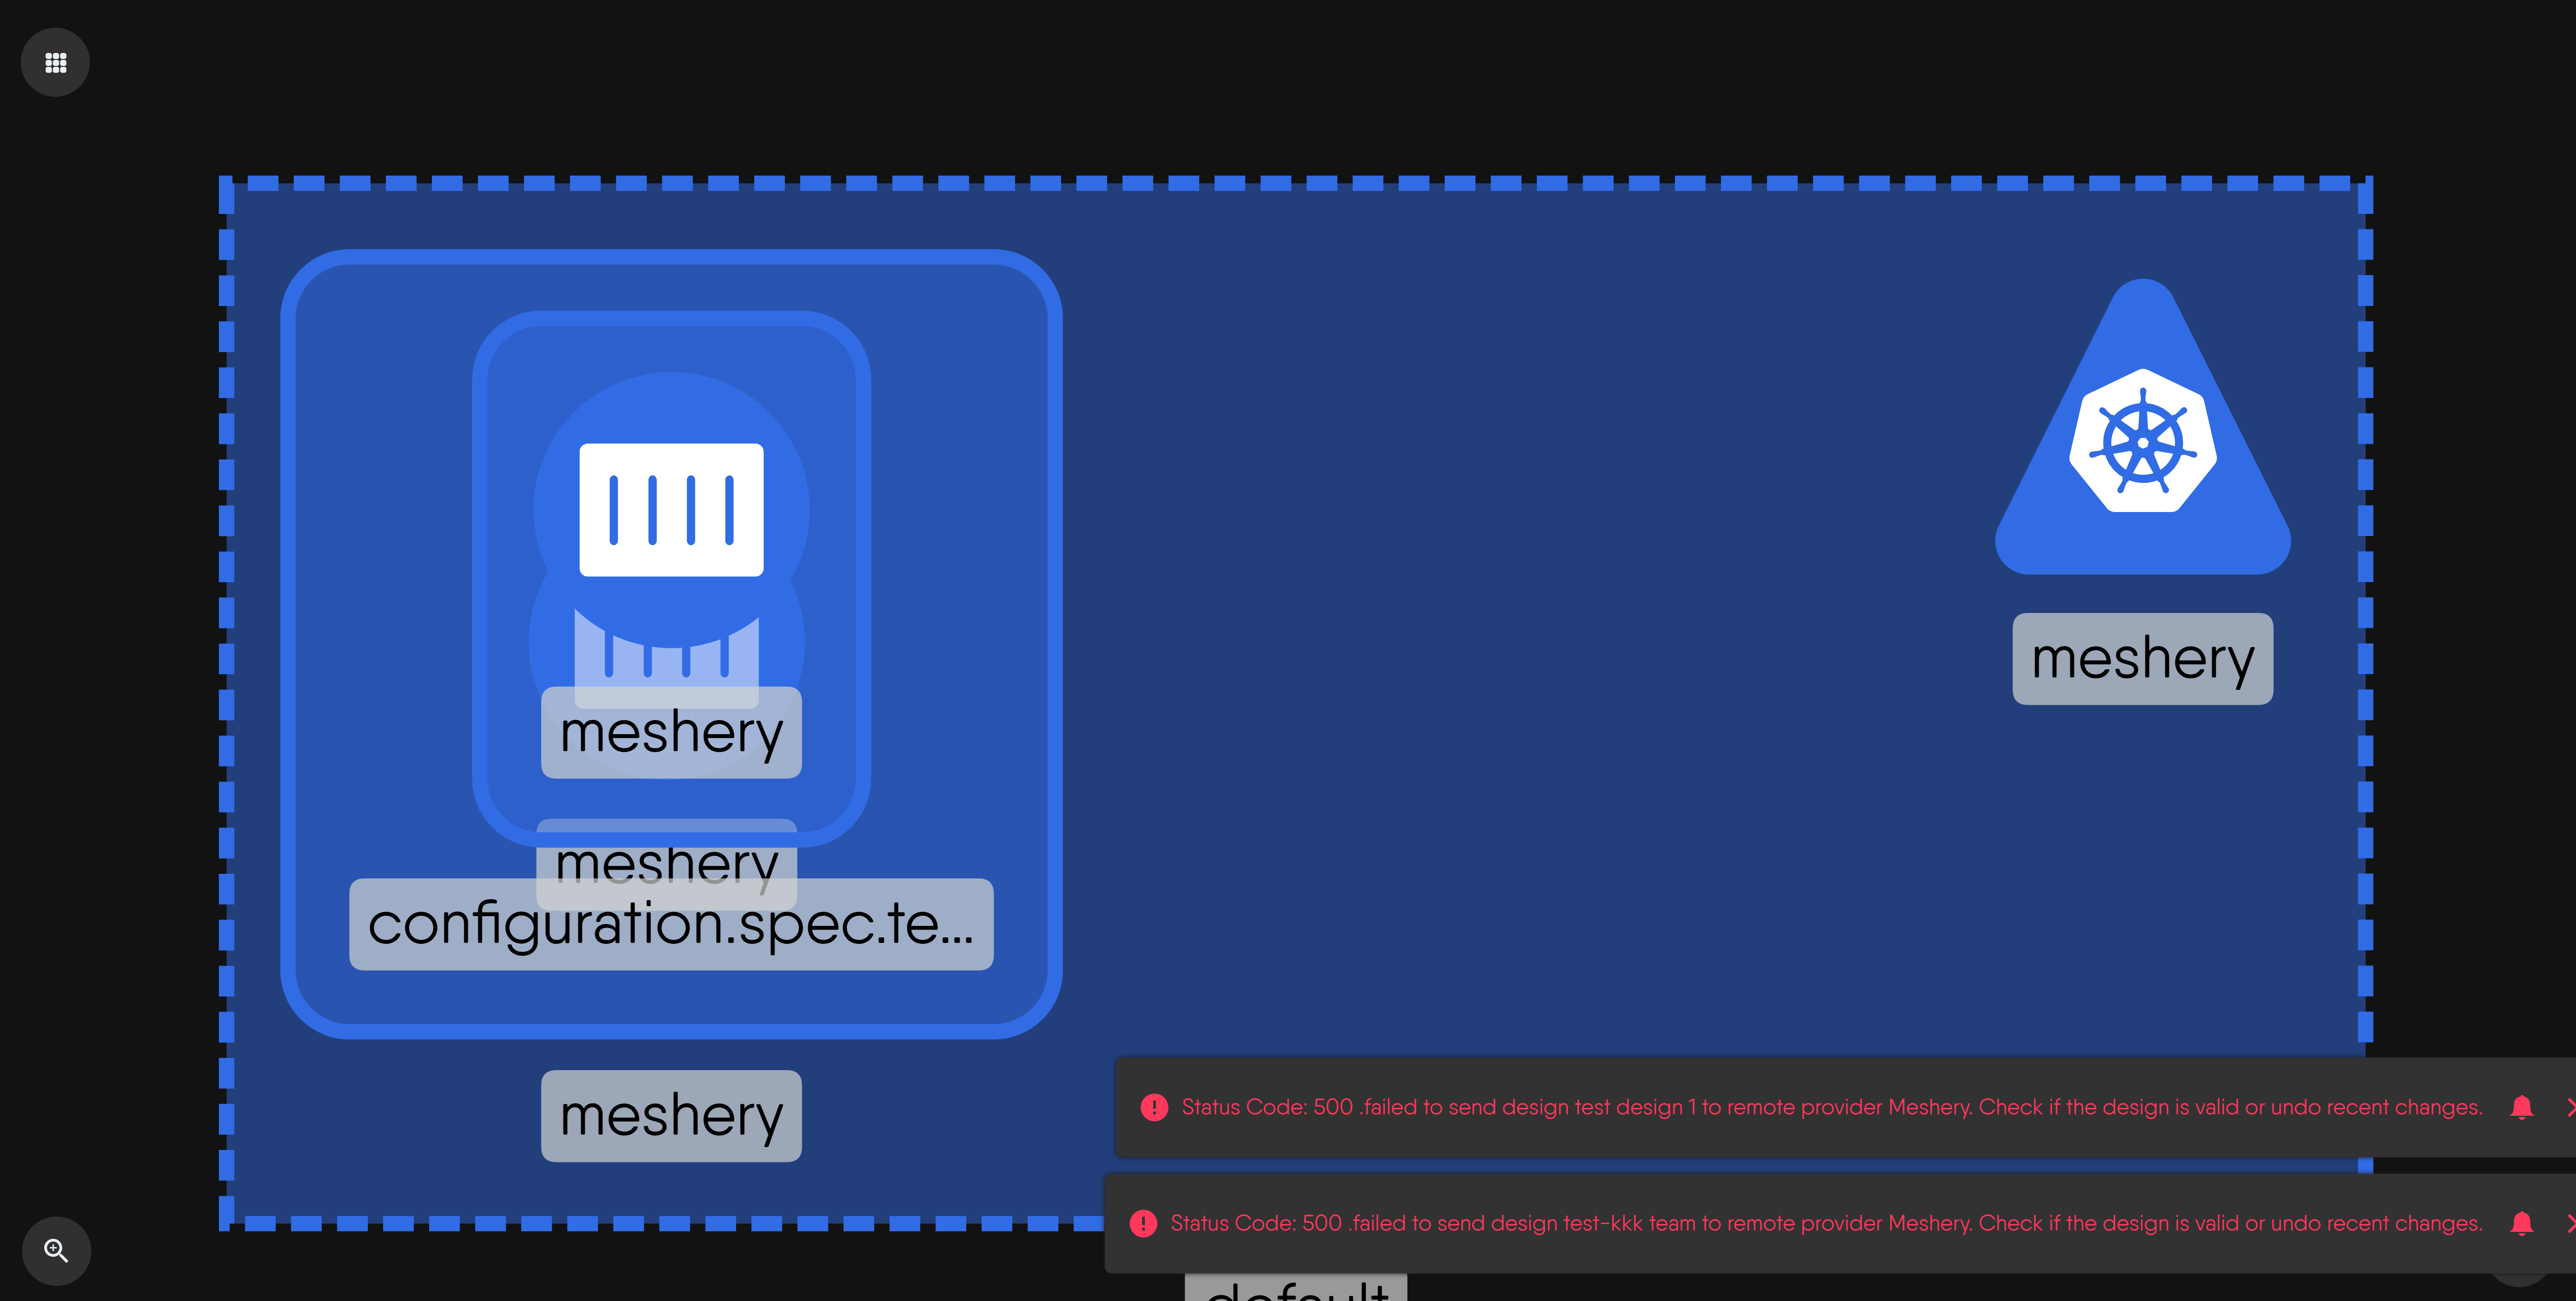 meshery
meshery
meshery
configuration.spec.te...
meshery
Status Code: 500 .failed to send design test design 1 to remote provider Meshery. Check if the design is valid or undo recent changes.
Status Code: 500 .failed to send design test-kkk team to remote provider Meshery. Check if the design is valid or undo recent changes.
default